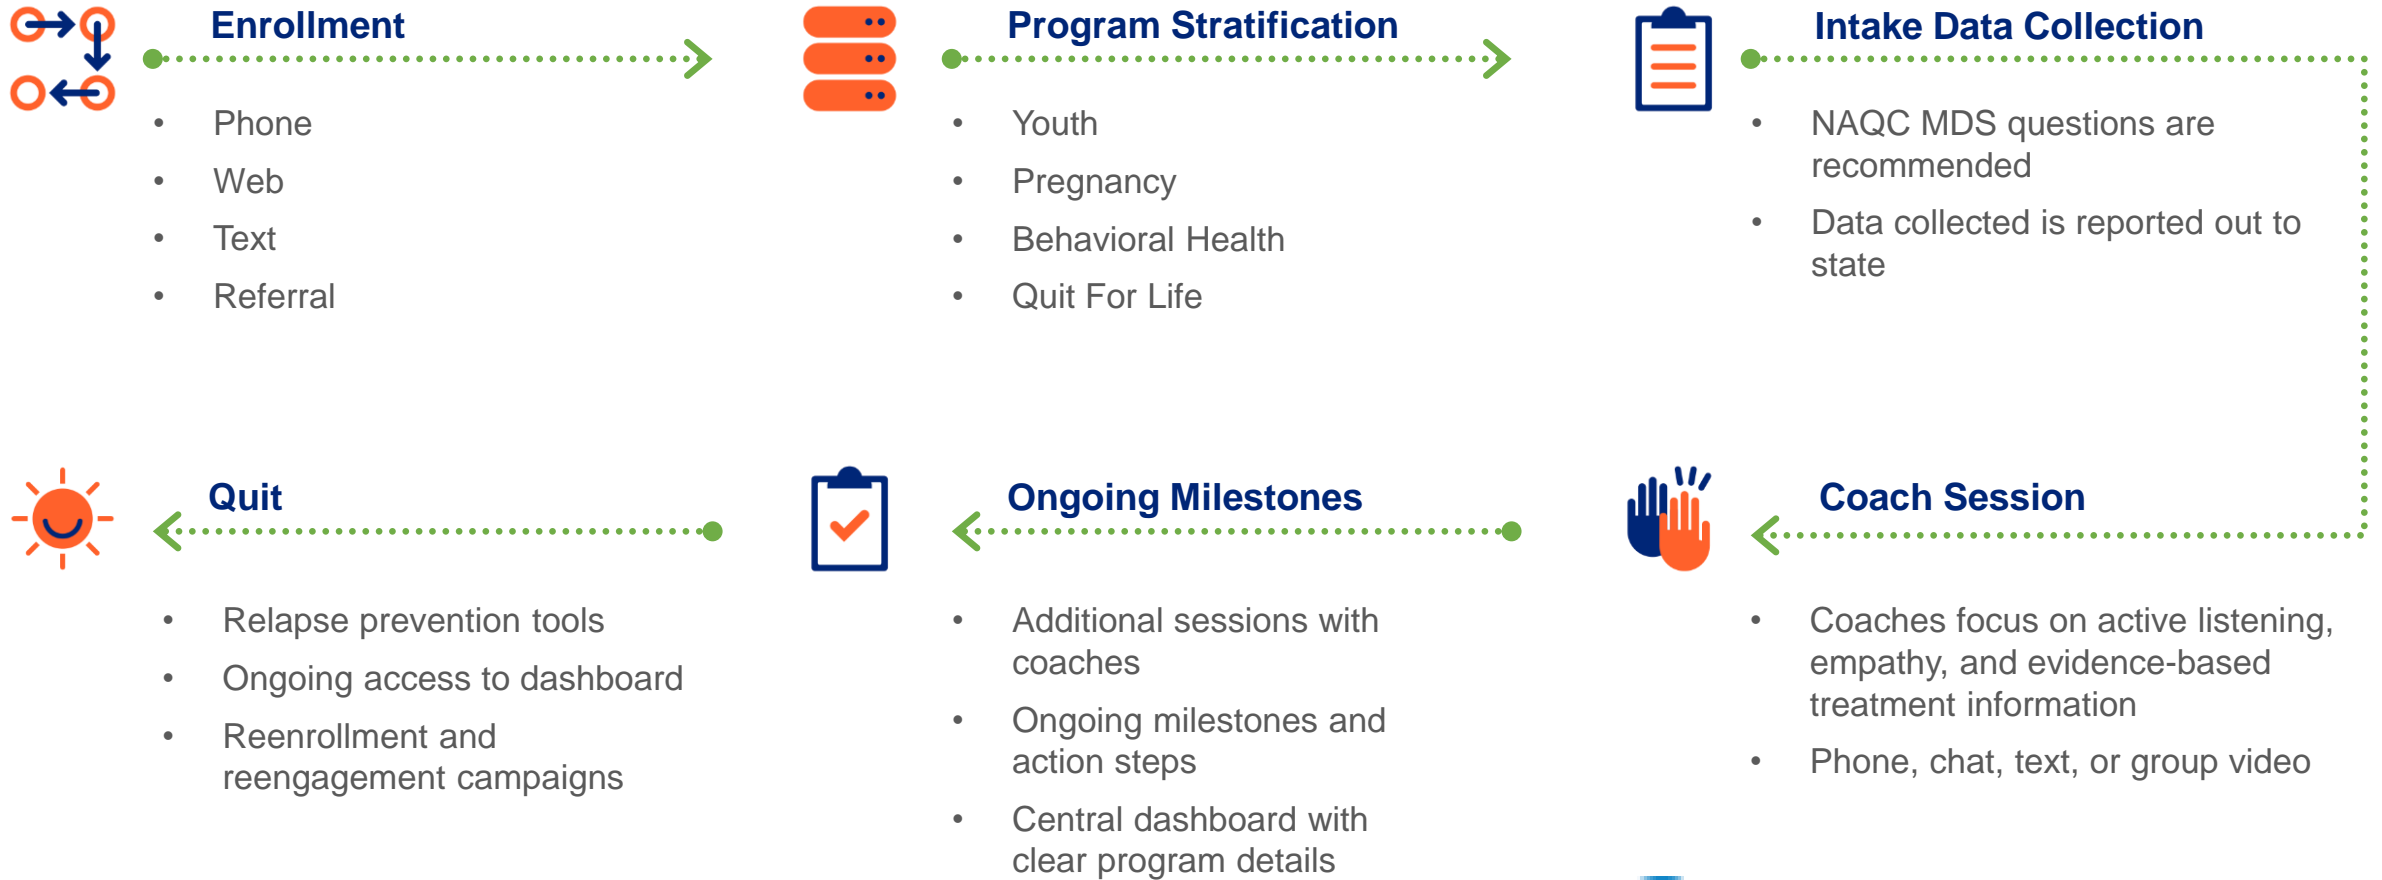 Enrollment
• Phone
• Web
• Text
• Referral
Program Stratification
• Youth
• Pregnancy
• Behavioral Health
• Quit For Life
Intake Data Collection
• NAQC MDS questions are
recommended
• Data collected is reported out to
state
Coach Session
• Coaches focus on active listening,
empathy, and evidence-based
treatment information
• Phone, chat, text, or group video
Ongoing Milestones
• Additional sessions with
coaches
• Ongoing milestones and
action steps
• Central dashboard with
clear program details
Quit
• Relapse prevention tools
• Ongoing access to dashboard
• Reenrollment and
reengagement campaigns